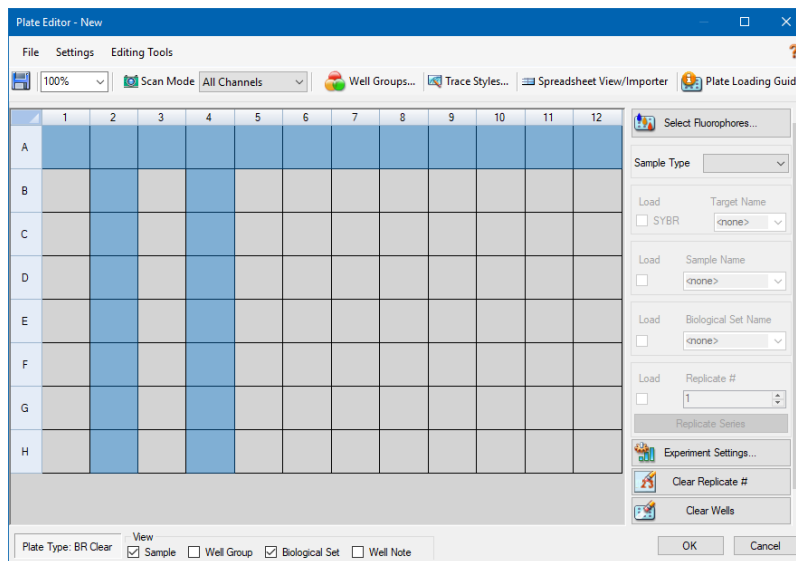 Plate Editor - New
File Settings Editing Tools
100% Scan Mode All Channels Well Groups... Trace Styles... Spreadsheet View/Importer Plate Loading Guid
1 2 3 4 5 6 7 8 9 10 11 12
A
B
C
D
E
F
G
H
Select Fluorophores...
Sample Type
Load Target Name
SYBR <none>
Load Sample Name
<none>
Load Biological Set Name
<none>
Load Replicate #
1
Replicate Series
Experiment Settings...
Clear Replicate #
Clear Wells
Plate Type: BR Clear
View
Sample Well Group Biological Set Well Note
OK Cancel